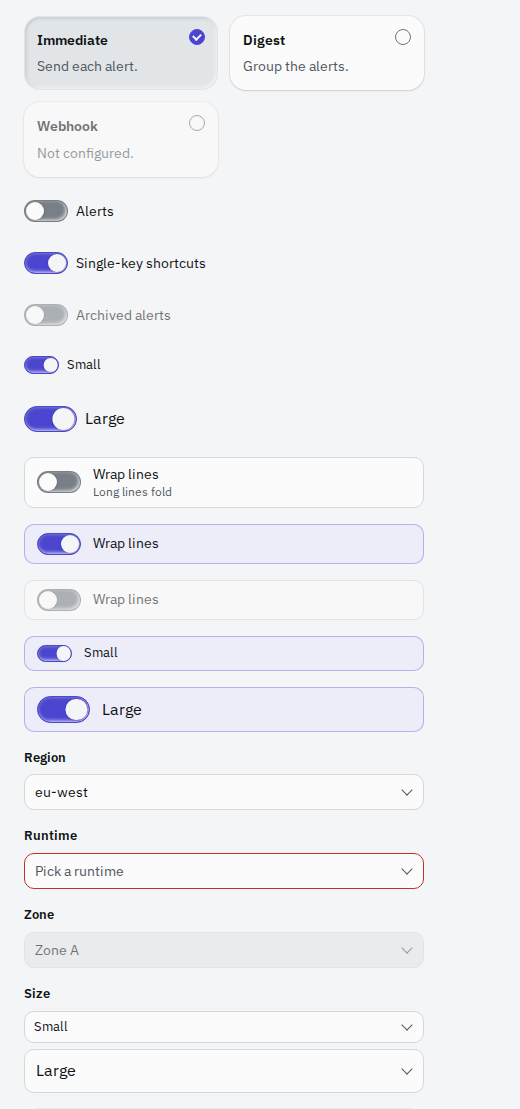 Immediate
Send each alert.
Digest
Group the alerts.
Webhook
Not configured.
Alerts
Single-key shortcuts
Archived alerts
Small
Large
Wrap lines
Long lines fold
Wrap lines
Wrap lines
Small
Large
Region
eu-west
Runtime
Pick a runtime
Zone
Zone A
Size
Small
Large